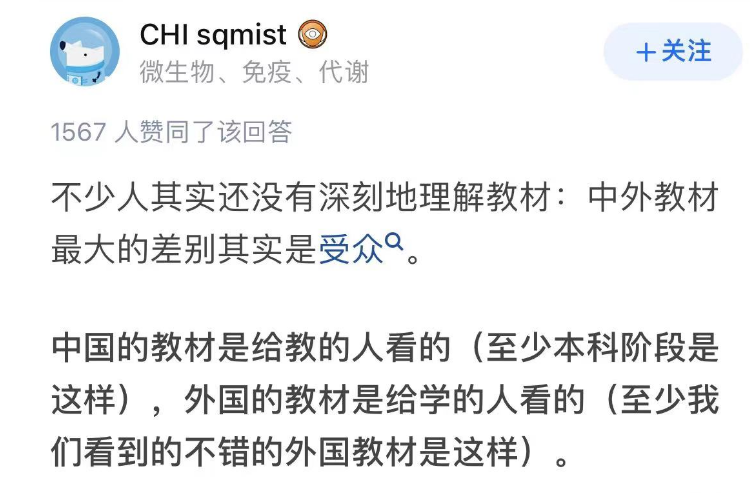 CHI sqmist
+关注
微生物、免疫、代谢
1567 人赞同了该回答
不少人其实还没有深刻地理解教材：中外教材
最大的差别其实是受众。
中国的教材是给教的人看的（至少本科阶段是
这样），外国的教材是给学的人看的（至少我
们看到的不错的外国教材是这样）。